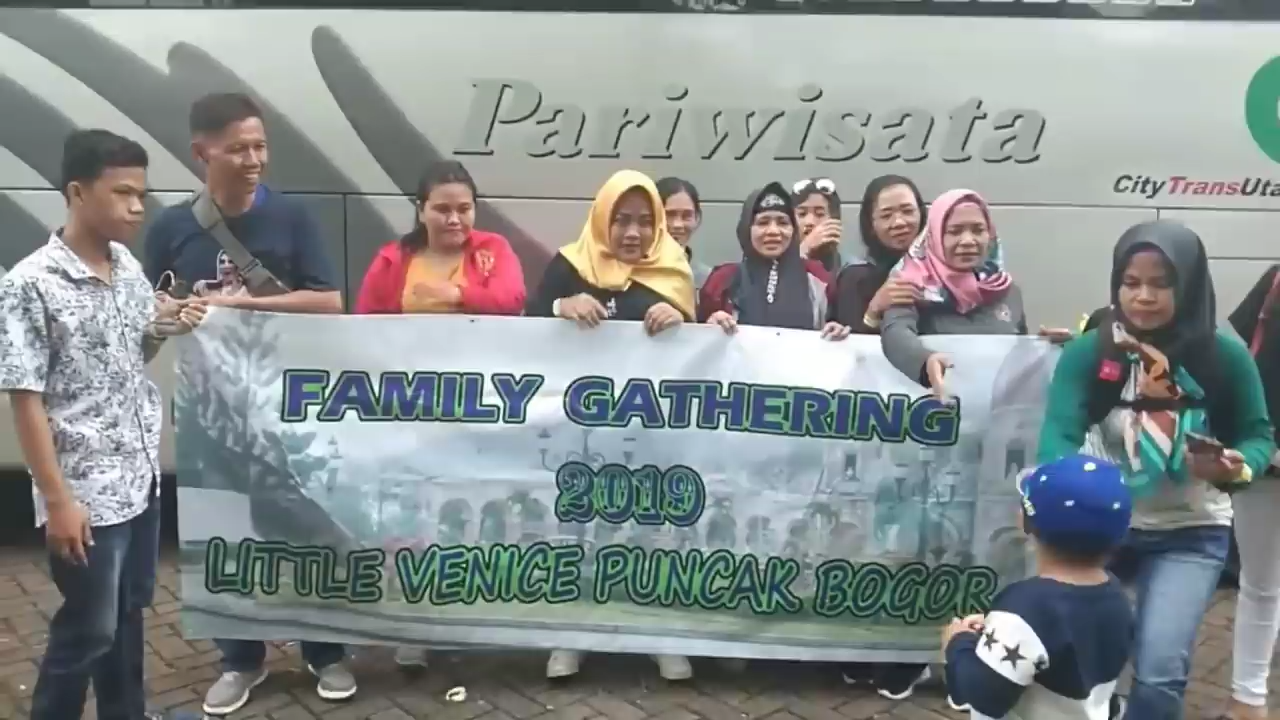 Pariwisata
CityTransUta
FAMILY GATHERING
2019
LITTLE VENICE PUNCAK BOGOR